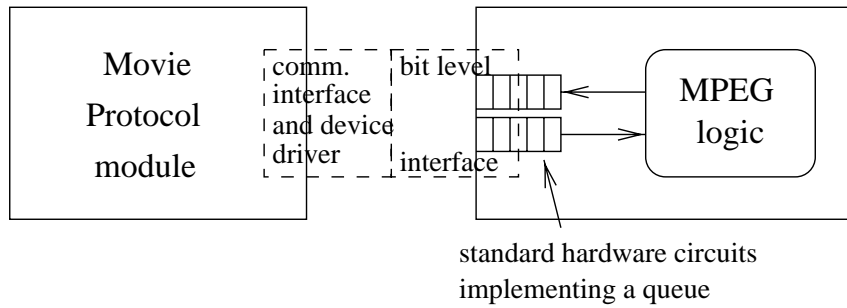 Movie
Protocol
module
comm.
interface
and device
driver
bit level
interface
MPEG
logic
standard hardware circuits
implementing a queue